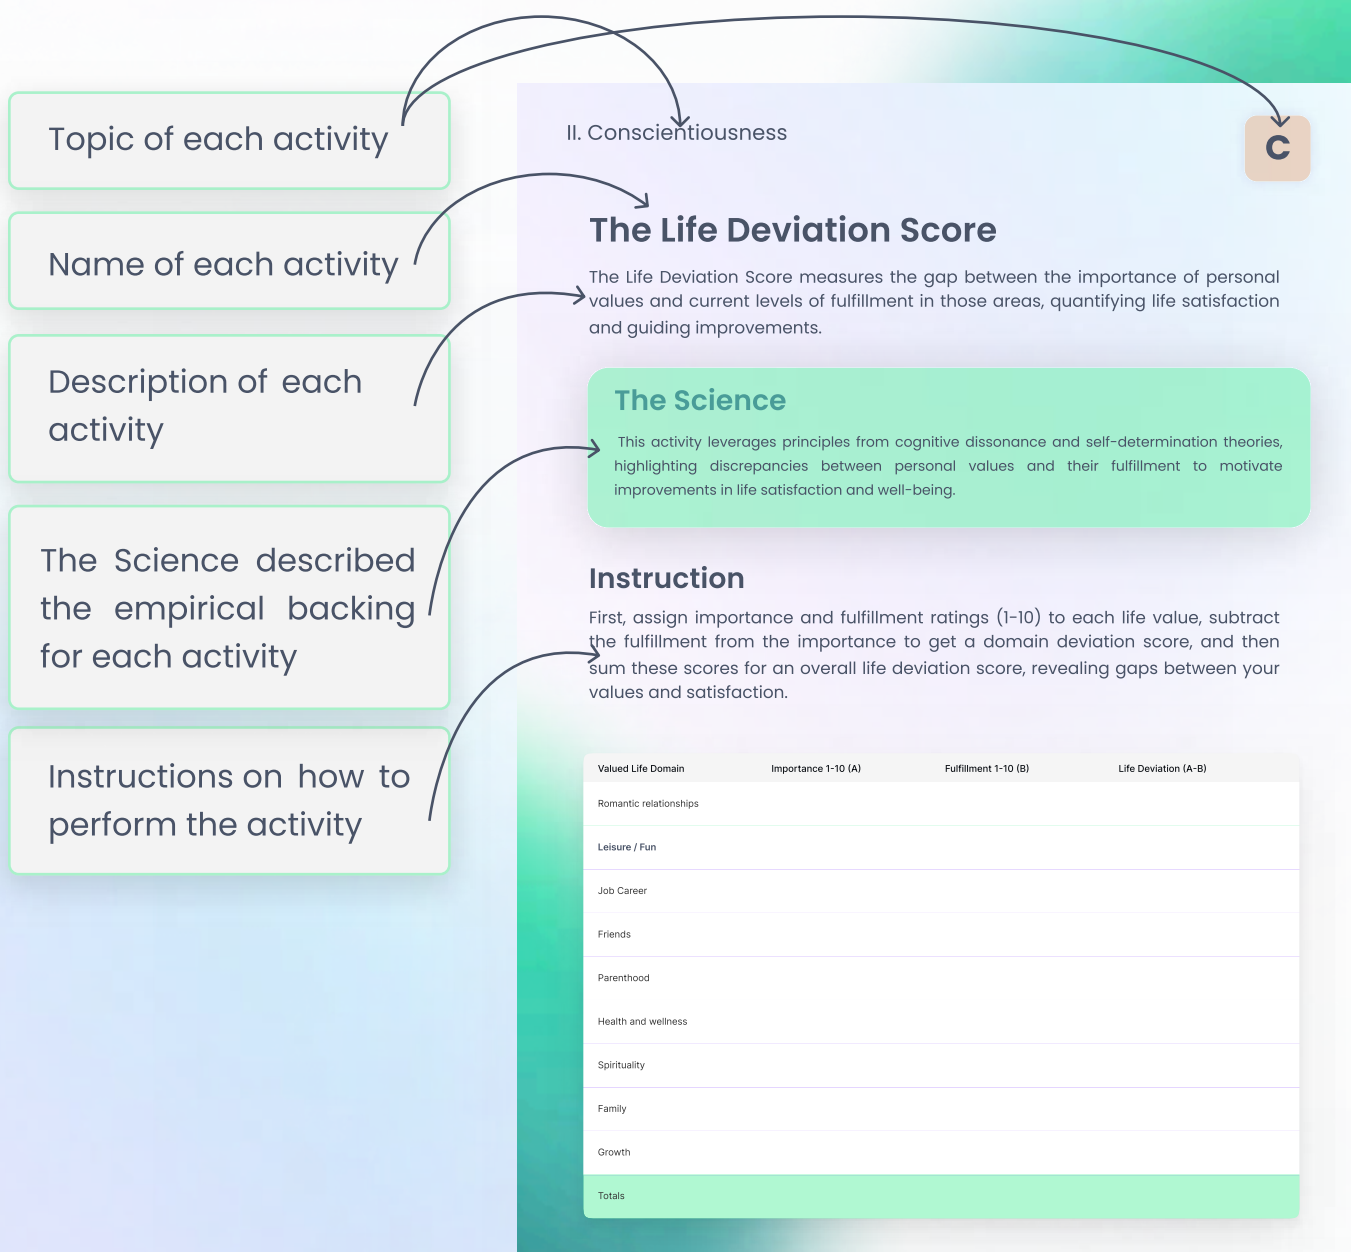 Topic of each activity
Name of each activity
Description of each
activity
The Science described
the empirical backing
for each activity
Instructions on how to
perform the activity
II. Conscientiousness
C
The Life Deviation Score
The Life Deviation Score measures the gap between the importance of personal
values and current levels of fulfillment in those areas, quantifying life satisfaction
and guiding improvements.
The Science
This activity leverages principles from cognitive dissonance and self-determination theories,
highlighting discrepancies between personal values and their fulfillment to motivate
improvements in life satisfaction and well-being.
Instruction
First, assign importance and fulfillment ratings (1-10) to each life value, subtract
the fulfillment from the importance to get a domain deviation score, and then
sum these scores for an overall life deviation score, revealing gaps between your
values and satisfaction.
Valued Life Domain Importance 1-10 (A) Fulfillment 1-10 (B) Life Deviation (A-B)
Romantic relationships
Leisure / Fun
Job Career
Friends
Parenthood
Health and wellness
Spirituality
Family
Growth
Totals